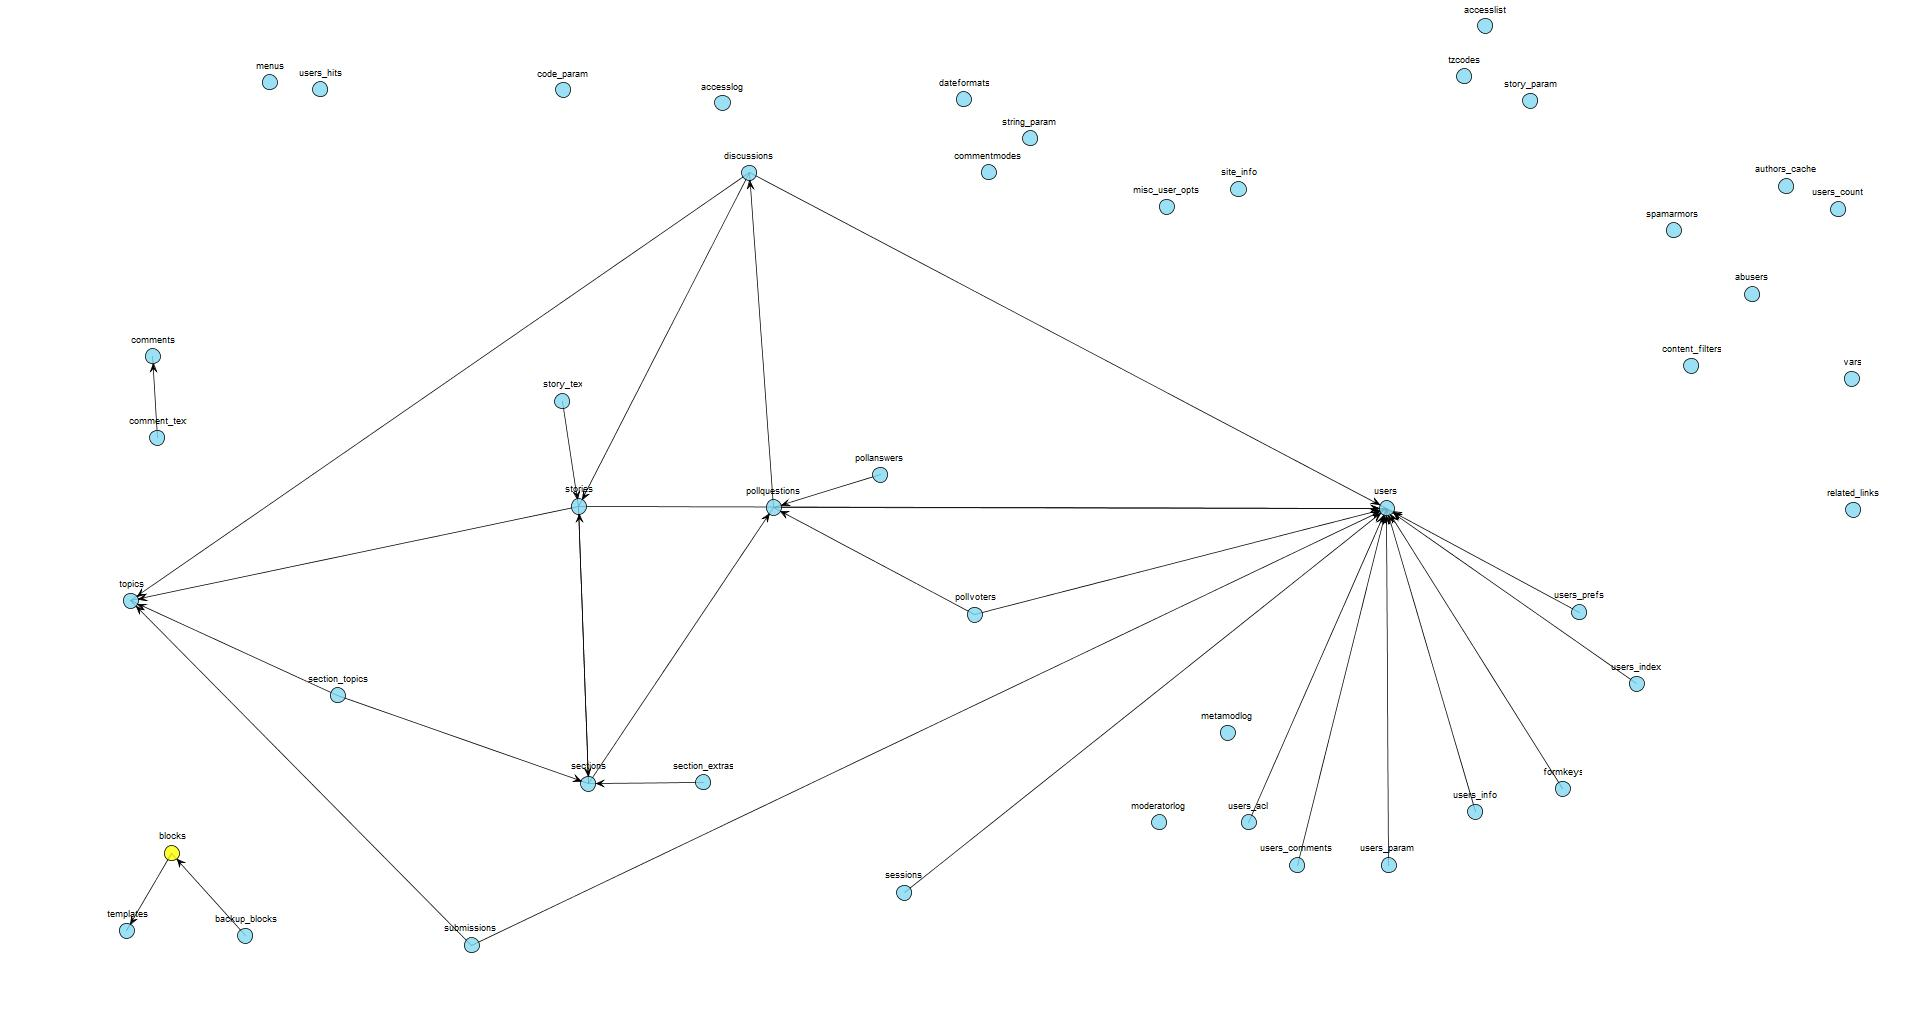 accesslist
tzcodes
menus
users_hits
code_param
accesslog
dateformats
story_param
string_param
discussions
commentmodes
site_info
misc_user_opts
authors_cache
users_count
spamarmors
abusers
comments
content_filters
vars
story_tex
comment_tex
pollanswers
stories
pollquestions
users
related_links
topics
pollvoters
users_prefs
section_topics
users_index
metamodlog
sections
section_extras
formkeys
users_info
moderatorlog
users_acl
blocks
users_comments
users_param
sessions
templates
backup_blocks
submissions